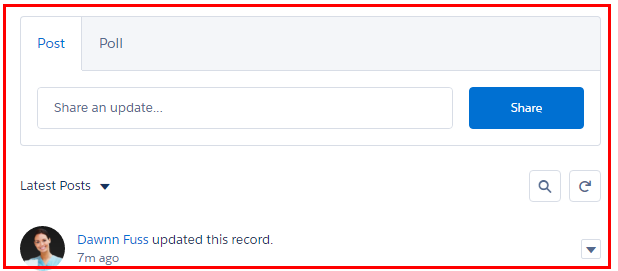 Post Poll
Share an update... Share
Latest Posts
Dawnn Fuss updated this record.
7m ago